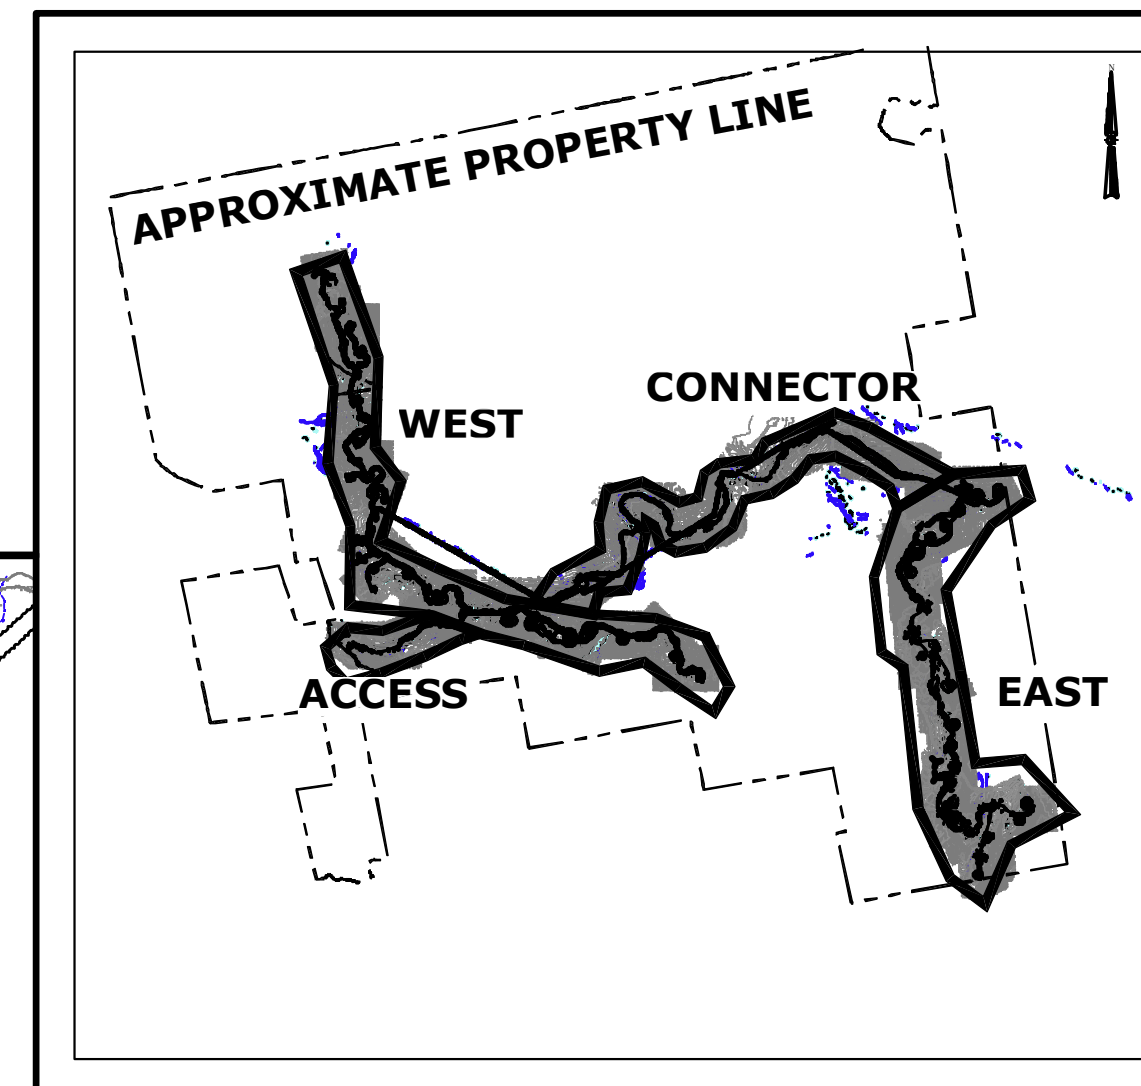 N
APPROXIMATE PROPERTY LINE
CONNECTOR
WEST
ACCESS
EAST